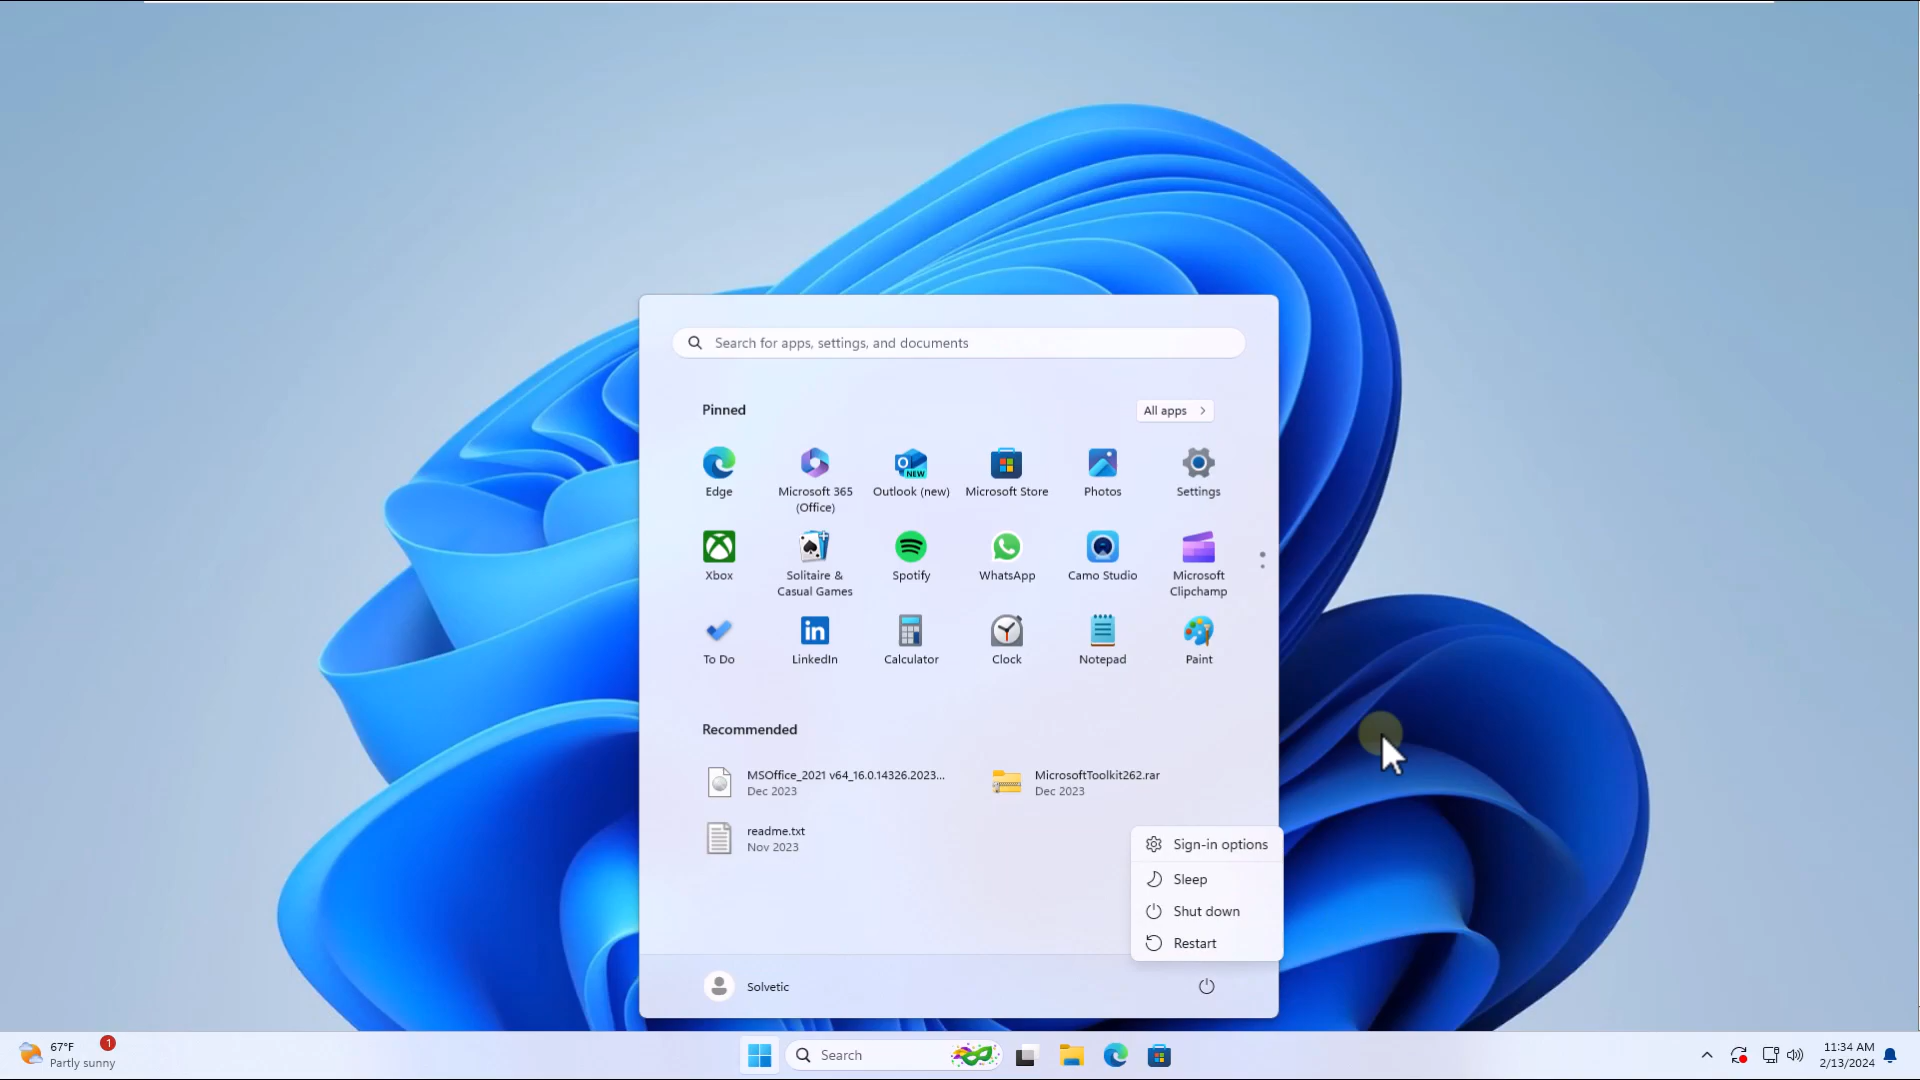 Search for apps, settings, and documents
Pinned
All apps
Edge
Microsoft 365
(Office)
NEW
Outlook (new)
Microsoft Store
Photos
Settings
Xbox
Solitaire &
Casual Games
Spotify
WhatsApp
Camo Studio
Microsoft
Clipchamp
To Do
in
LinkedIn
Calculator
Clock
Notepad
Paint
Recommended
MSOffice_2021 v64_16.0.14326.2023...
Dec 2023
MicrosoftToolkit262.rar
Dec 2023
readme.txt
Nov 2023
Sign-in options
Sleep
Shut down
Restart
Solvetic
67°F
Partly sunny
1
Search
11:34 AM
2/13/2024